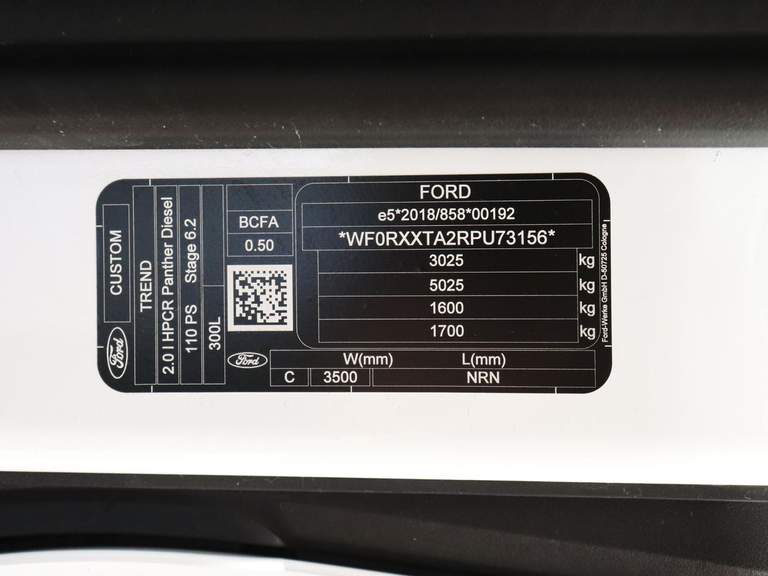 CUSTOM
TREND
2.0 l HPCR Panther Diesel
110 PS Stage 6.2
300L
Ford
BCFA
0.50
Ford
FORD
e5*2018/858*00192
*WF0RXXTA2RPU73156*
3025 kg
5025 kg
1600 kg
1700 kg
Ford-Werke GmbH D-50725 Cologne
W(mm) L(mm)
C 3500 NRN